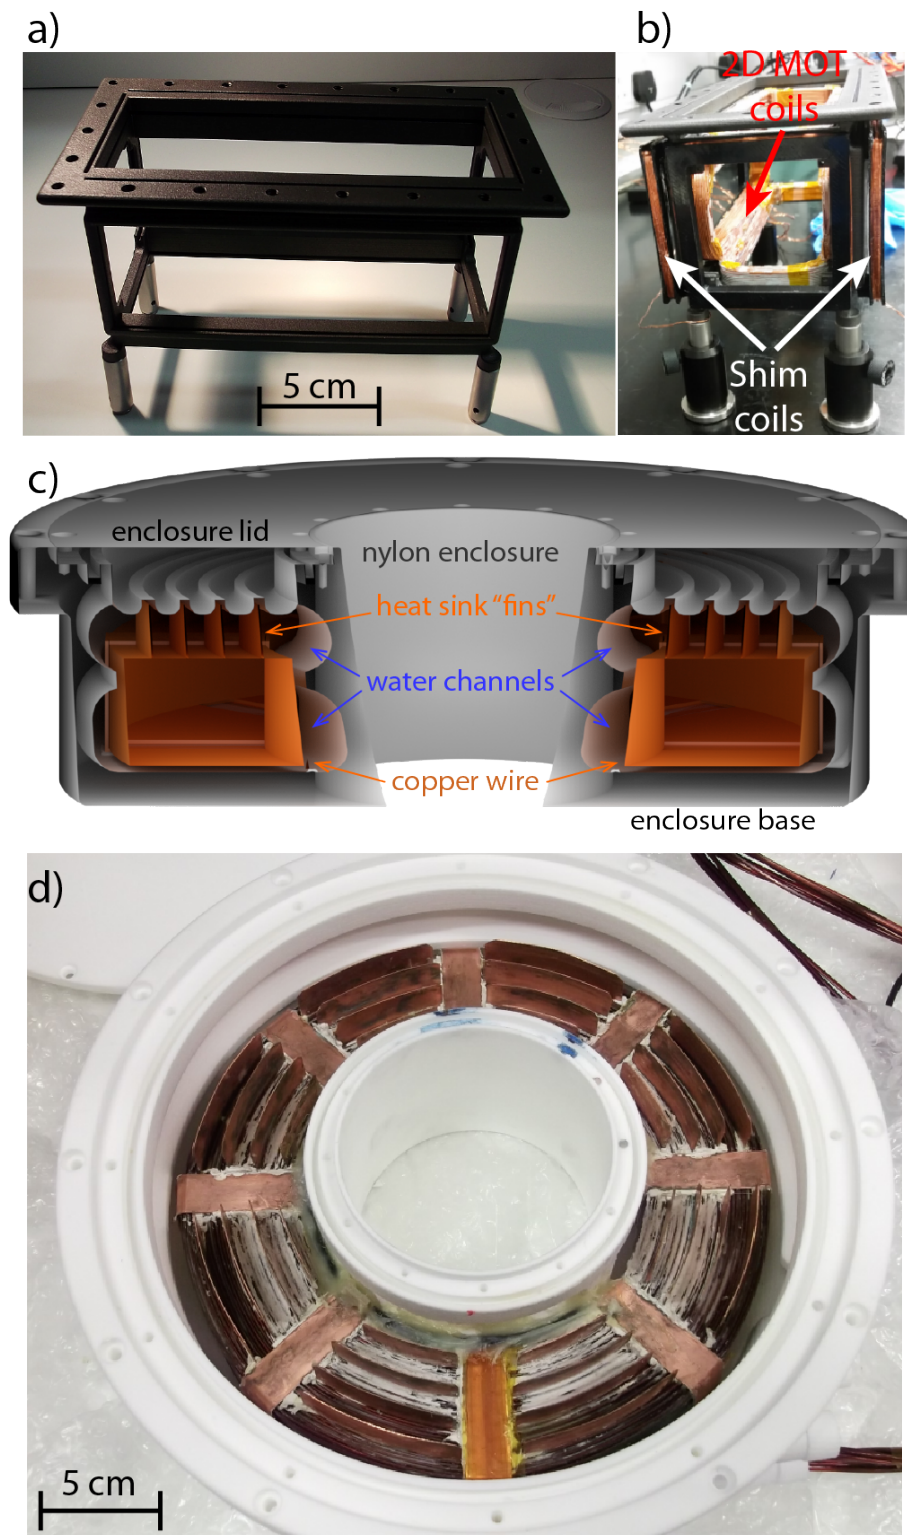 a)
b)
2D MOT
coils
5 cm
Shim
coils
c)
enclosure lid
nylon enclosure
heat sink “fins”
water channels
copper wire
enclosure base
d)
5 cm